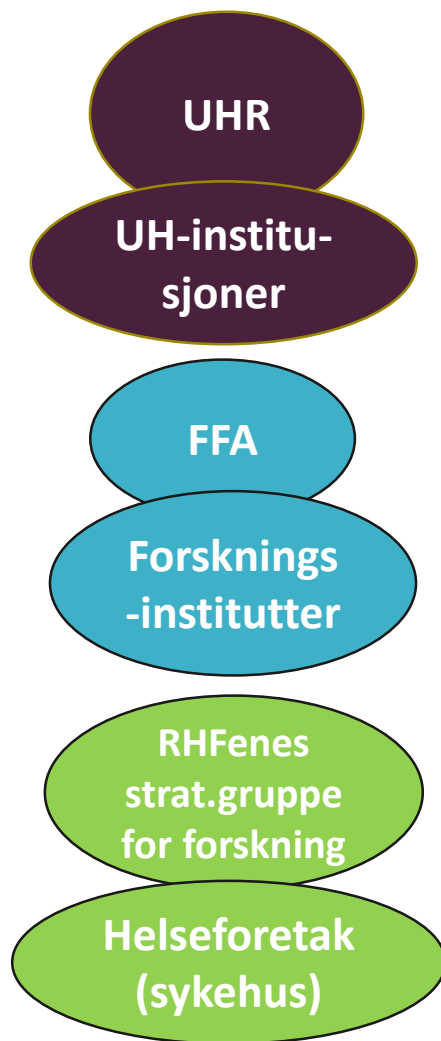 UHR
UH-institu-
sjoner
FFA
Forsknings
-institutter
RHFenes
strat.gruppe
for forskning
Helseforetak
(sykehus)